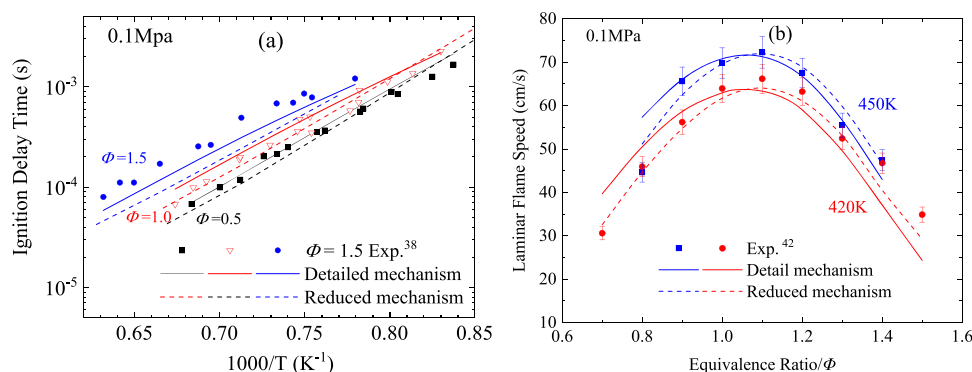 0.1Mpa
(a)
Ignition Delay Time (s)
10⁻³
10⁻⁴
10⁻⁵
Φ=1.5
Φ=1.0
Φ=0.5
Φ= 1.5 Exp.³⁸
Detailed mechanism
Reduced mechanism
0.65 0.70 0.75 0.80 0.85
1000/T (K⁻¹)
0.1MPa
(b)
Laminar Flame Speed (cm/s)
80
70
60
50
40
30
20
10
450K
420K
Exp. ⁴²
Detail mechanism
Reduced mechanism
0.6 0.8 1.0 1.2 1.4 1.6
Equivalence Ratio/Φ